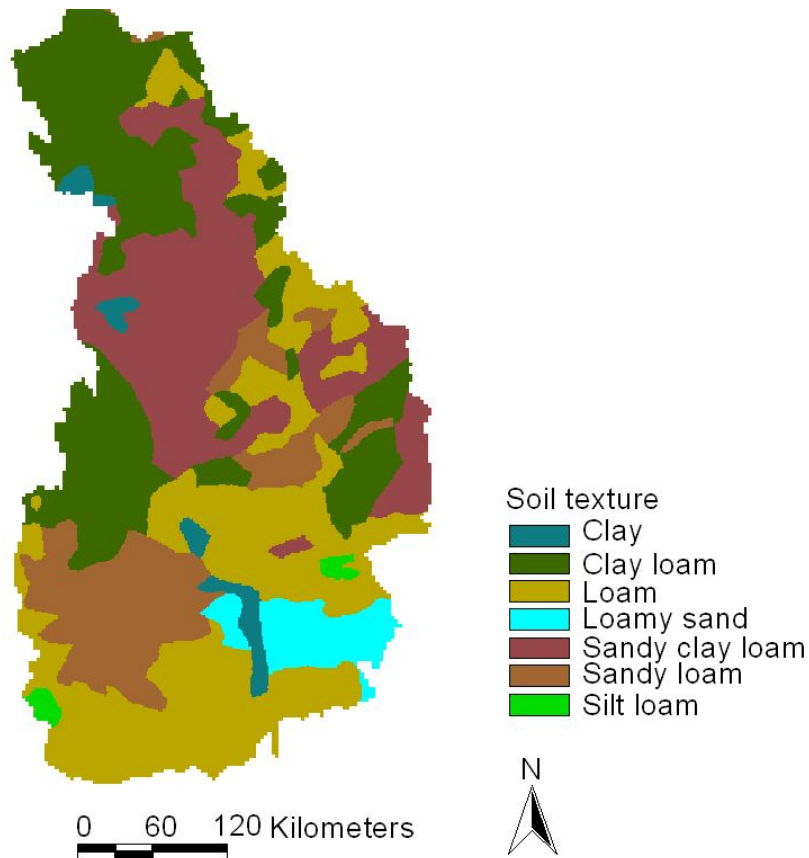 Soil texture
Clay
Clay loam
Loam
Loamy sand
Sandy clay loam
Sandy loam
Silt loam
N
0 60 120 Kilometers